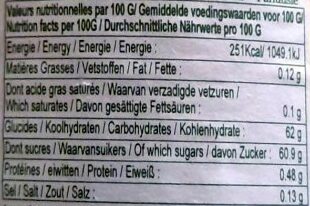 Valeurs nutritionnelles par 100 G/ Gemiddelde voedingswaarden voor 100 G/
Nutrition facts per 100G / Durchschnittliche Nährwerte pro 100 G
Energie / Energy / Energie / Energie : 251Kcal/ 1049.1kJ
Matières Grasses / Vetstoffen / Fat / Fette : 0.12 g
Dont acide gras saturés / Waarvan verzadigde vetzuren /
Which saturates / Davon gesättigte Fettsäuren : 0.1 g
Glucides / Koolhydraten / Carbohydrates / Kohlenhydrate : 62 g
Dont sucres / Waarvansuikers / Of which sugars / davon Zucker : 60.9 g
Protéines / eiwitten / Protein / Eiweiß : 0.48 g
Sel / Salt / Zout / Salz : 0.13 g